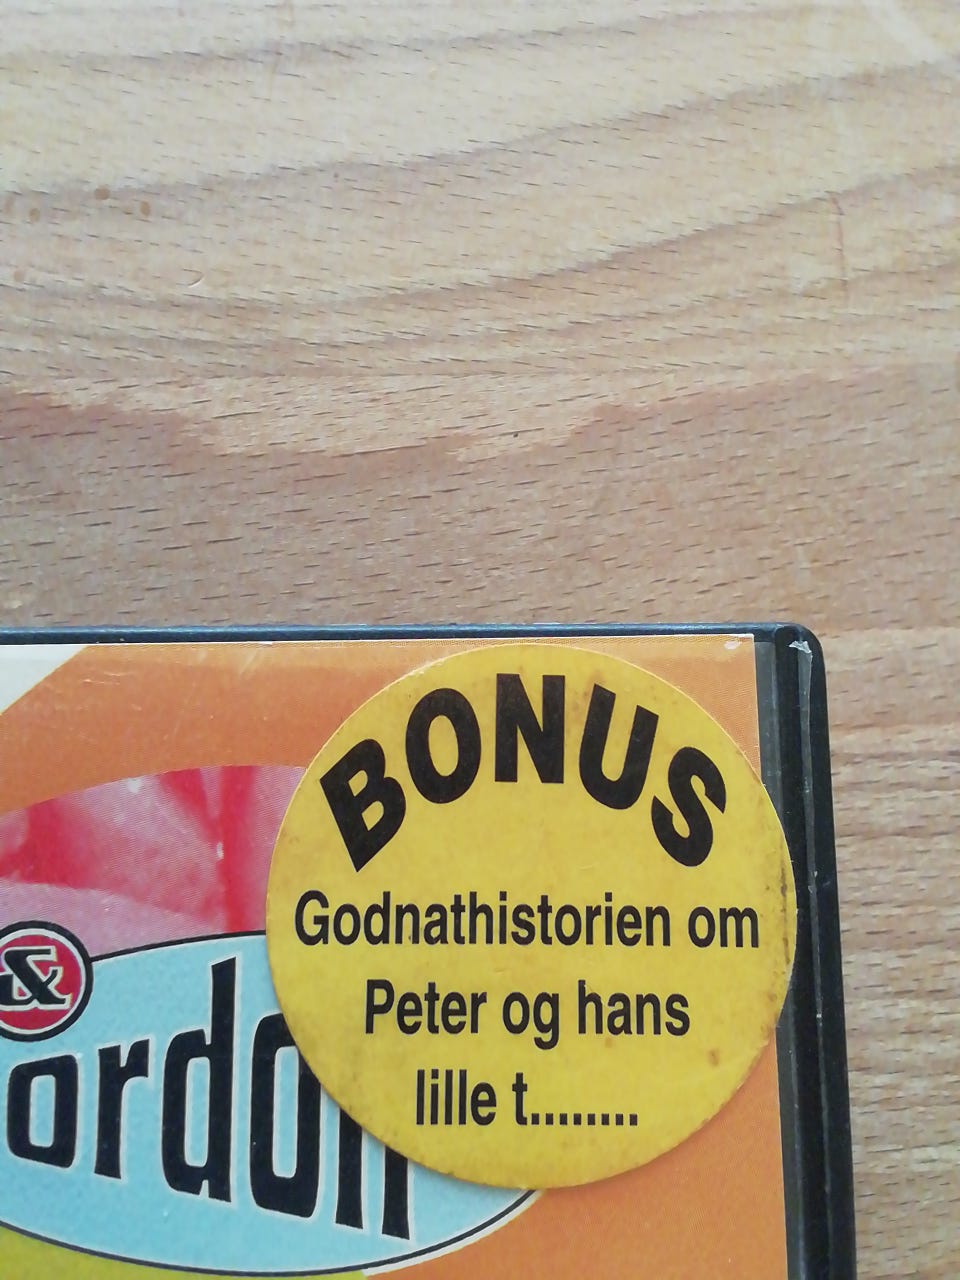 BONUS
Godnathistorien om
Peter og hans
lille t........
&
ordon